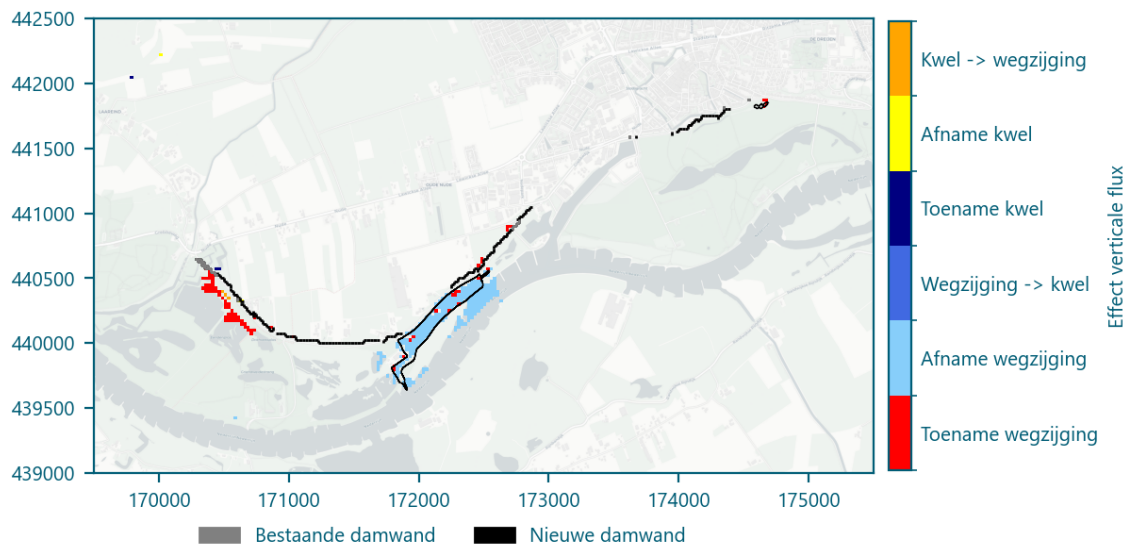 442500
442000
441500
441000
440500
440000
439500
439000
170000
171000
172000
173000
174000
175000
Kwel -> wegzijging
Afname kwel
Toename kwel
Wegzijging -> kwel
Afname wegzijging
Toename wegzijging
Effect verticale flux
Bestaande damwand
Nieuwe damwand